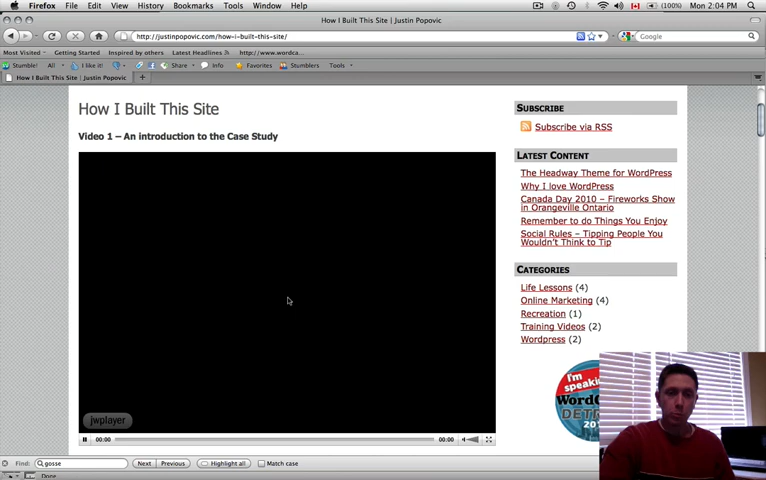 Firefox File Edit View History Bookmarks Tools Window Help
(100%) Mon 2:04 PM
How I Built This Site | Justin Popovic
http://justinpopovic.com/how-i-built-this-site/
Google
Most Visited Getting Started Inspired by others Latest Headlines http://www.wordca...
Stumble! All I like it! Share Info Favorites Stumblers Tools
How I Built This Site | Justin Popovic
How I Built This Site
Video 1 – An introduction to the Case Study
jwplayer
00:00 00:00
SUBSCRIBE
Subscribe via RSS
LATEST CONTENT
The Headway Theme for WordPress
Why I love WordPress
Canada Day 2010 – Fireworks Show
in Orangeville Ontario
Remember to do Things You Enjoy
Social Rules – Tipping People You
Wouldn't Think to Tip
CATEGORIES
Life Lessons (4)
Online Marketing (4)
Recreation (1)
Training Videos (2)
Wordpress (2)
I'm
speaking
Find: gosse Next Previous Highlight all Match case
Done